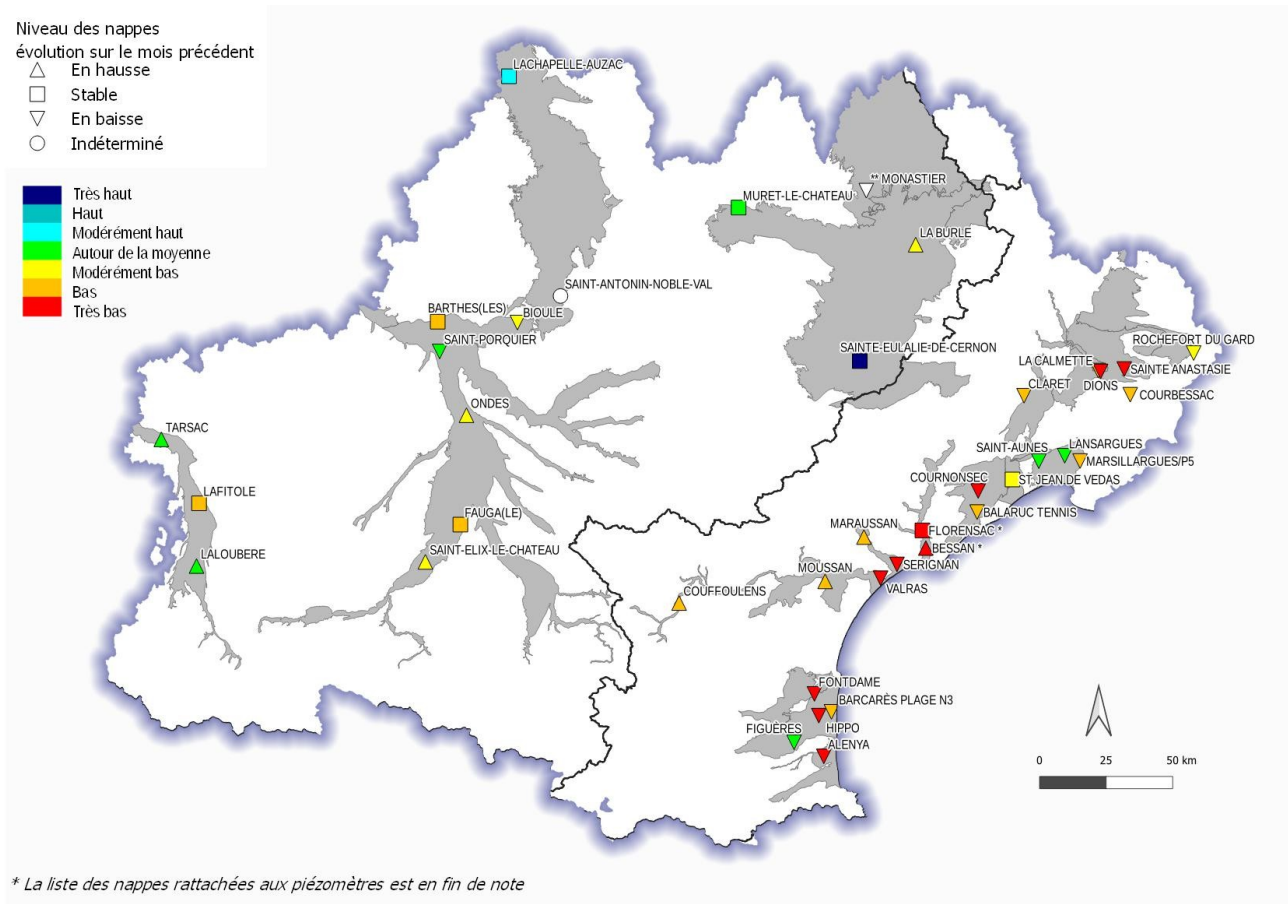 Niveau des nappes
évolution sur le mois précédent
En hausse
Stable
En baisse
Indéterminé
Très haut
Haut
Modérément haut
Autour de la moyenne
Modérément bas
Bas
Très bas
LACHAPELLE-AUZAC
** MONASTIER
MURET-LE-CHATEAU
LA BURLE
SAINT-ANTONIN-NOBLE-VAL
BARTHES(LES)
BIOULE
SAINT-PORQUIER
SAINTE-EULALIE-DE-CERNON
ROCHEFORT DU GARD
LA CALMETTE
SAINTE ANASTASIE
DIONS
CLARET
COURBESSAC
ONDES
TARSAC
SAINT-AUNES
LANSARGUES
MARSILLARGUES/P5
COURNONSEC
ST JEAN DE VEDAS
LAFITOLE
BALARUC TENNIS
FAUGA(LE)
MARAUSSAN
FLORENSAC *
BESSAN *
SAINT-ELIX-LE-CHATEAU
LALOUBERE
SERIGNAN
MOUSSAN
VALRAS
COUFFOULENS
FONTDAME
BARCARÈS PLAGE N3
FIGUÈRES
HIPPO
ALENYA
0 25 50 km
* La liste des nappes rattachées aux piézomètres est en fin de note